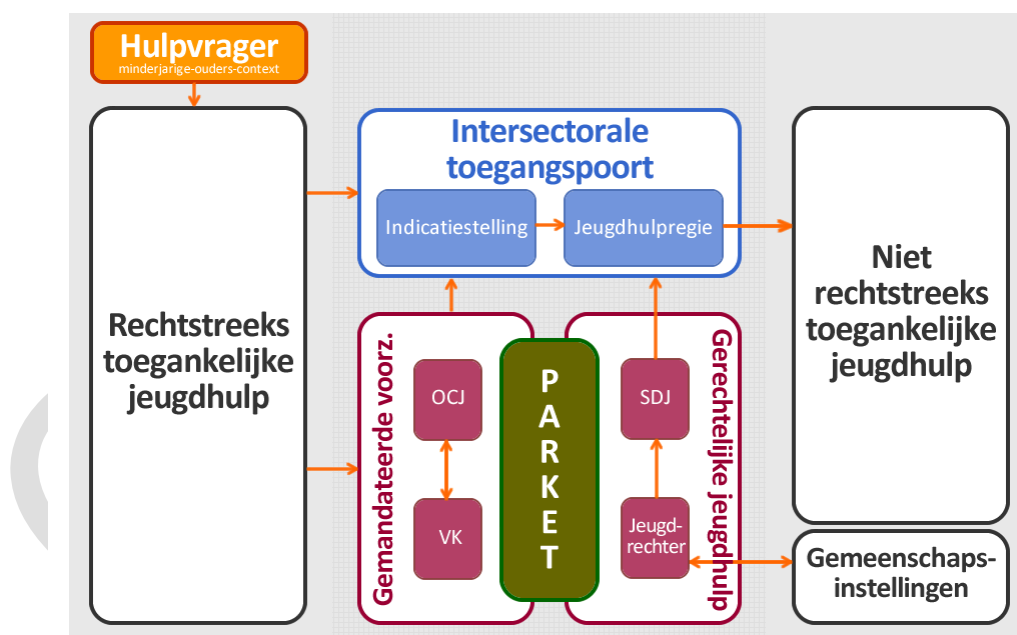 Hulpvrager
minderjarige-ouders-context
Rechtstreeks
toegankelijke
jeugdhulp
Intersectorale
toegangspoort
Indicatiestelling
Jeugdhulpregie
Gemandateerde voorz.
OCJ
VK
PARKET
Gerechtelijke jeugdhulp
SDJ
Jeugd-
rechter
Niet
rechtstreeks
toegankelijke
jeugdhulp
Gemeenschaps-
instellingen